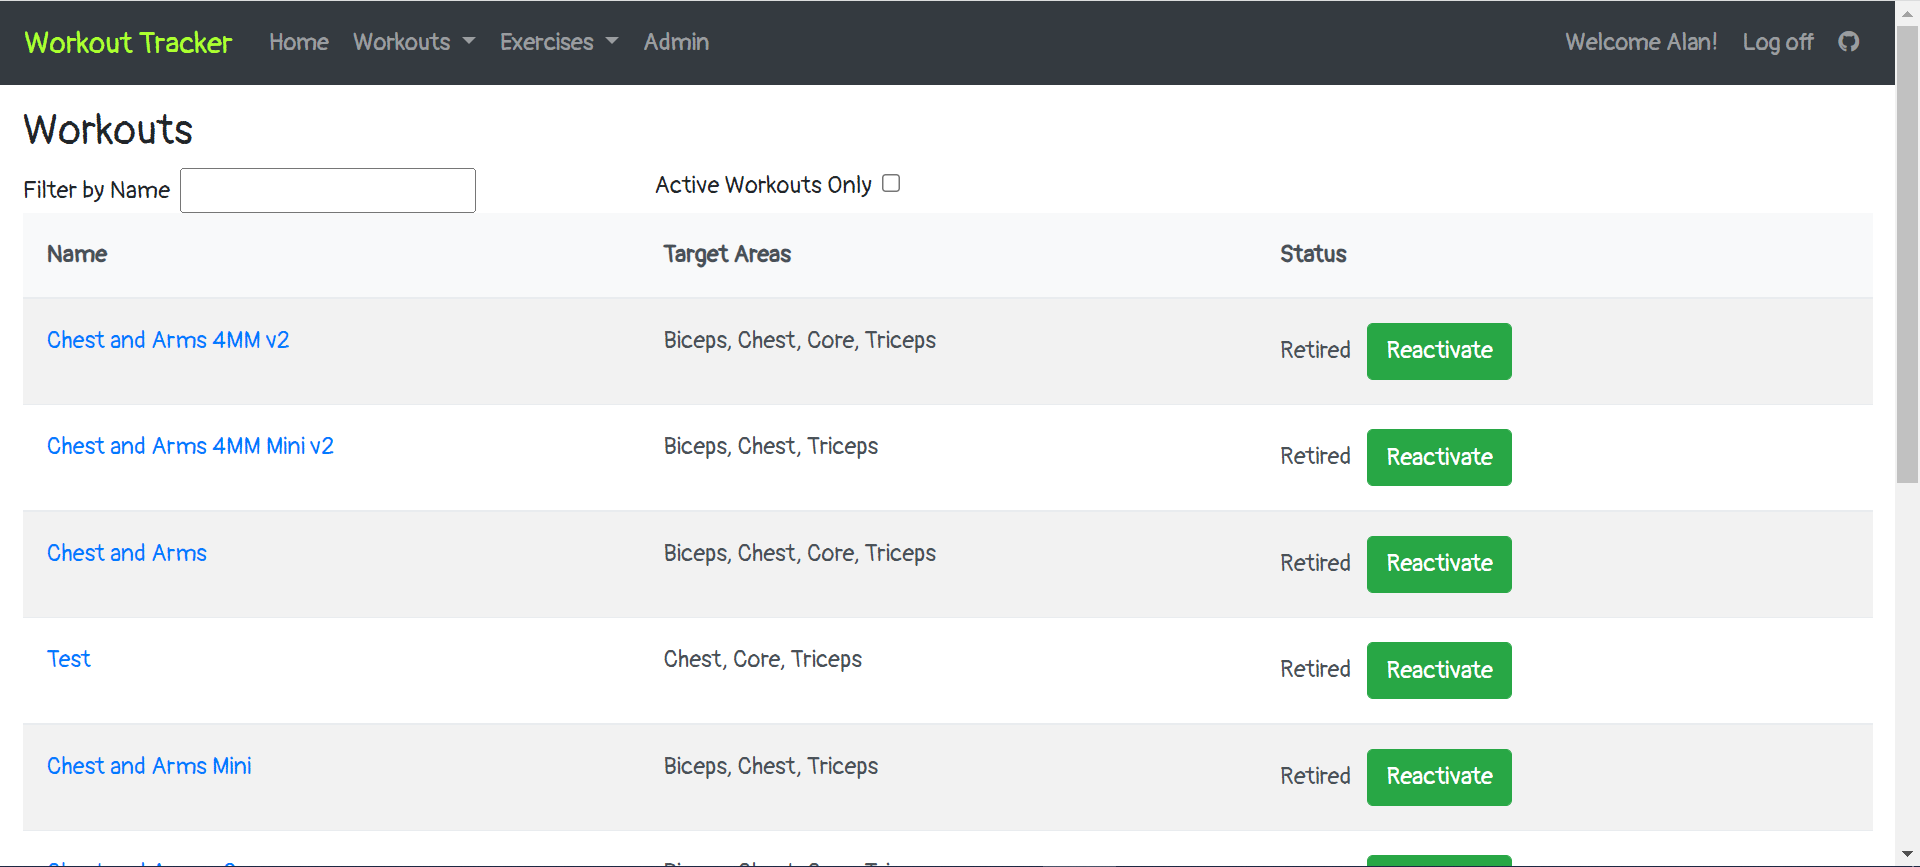 Workout Tracker Home Workouts Exercises Admin Welcome Alan! Log off
Workouts
Filter by Name Active Workouts Only
Name Target Areas Status
Chest and Arms 4MM v2 Biceps, Chest, Core, Triceps Retired Reactivate
Chest and Arms 4MM Mini v2 Biceps, Chest, Triceps Retired Reactivate
Chest and Arms Biceps, Chest, Core, Triceps Retired Reactivate
Test Chest, Core, Triceps Retired Reactivate
Chest and Arms Mini Biceps, Chest, Triceps Retired Reactivate